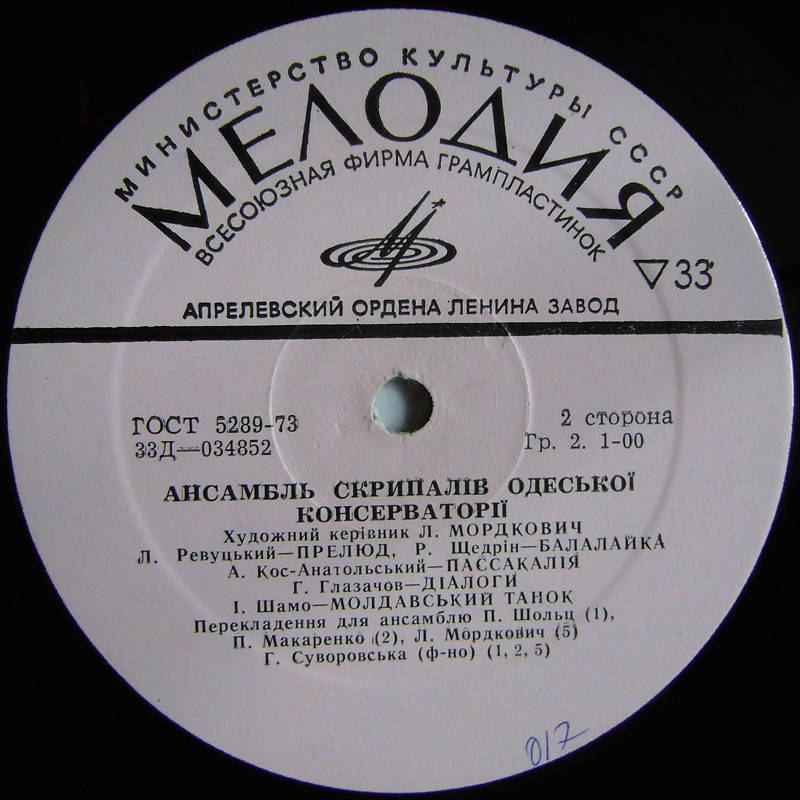 МИНИСТЕРСТВО КУЛЬТУРЫ СССР
МЕЛОДИЯ
ВСЕСОЮЗНАЯ ФИРМА ГРАМПЛАСТИНОК
▽33
АПРЕЛЕВСКИЙ ОРДЕНА ЛЕНИНА ЗАВОД
ГОСТ 5289-73
2 сторона
33Д—034852
Гр. 2. 1-00
АНСАМБЛЬ СКРИПАЛІВ ОДЕСЬКОЇ
КОНСЕРВАТОРІЇ
Художний керівник Л. МОРДКОВИЧ
Л. Ревуцький—ПРЕЛЮД, Р. Щедрін—БАЛАЛАЙКА
А. Кос-Анатольський—ПАССАКАЛІЯ
Г. Глазачов—ДІАЛОГИ
І. Шамо—МОЛДАВСЬКИЙ ТАНОК
Перекладення для ансамблю П. Шольц (1),
П. Макаренко (2), Л. Мордкович (5)
Г. Суворовська (ф-но) (1, 2, 5)
017